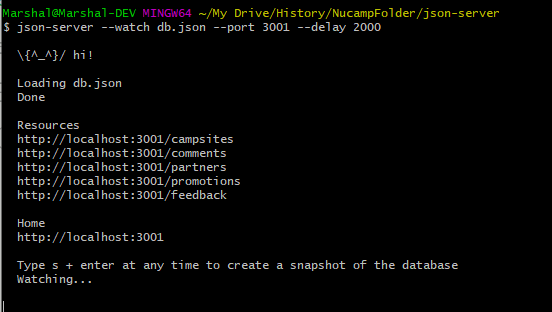 Marshal@Marshal-DEV MINGW64 ~/My Drive/History/NucampFolder/json-server
$ json-server --watch db.json --port 3001 --delay 2000
\{^_^}/ hi!
Loading db.json
Done
Resources
http://localhost:3001/campsites
http://localhost:3001/comments
http://localhost:3001/partners
http://localhost:3001/promotions
http://localhost:3001/feedback
Home
http://localhost:3001
Type s + enter at any time to create a snapshot of the database
Watching...